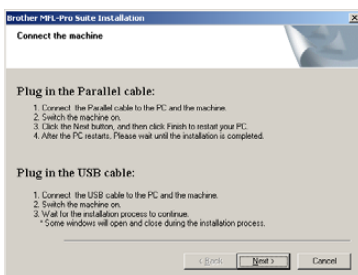 Brother MFL-Pro Suite Installation
Connect the machine
Plug in the Parallel cable:
1. Connect the Parallel cable to the PC and the machine.
2. Switch the machine on.
3. Click the Next button, and then click Finish to restart your PC.
4. After the PC restarts. Please wait until the installation is completed.
Plug in the USB cable:
1. Connect the USB cable to the PC and the machine.
2. Switch the machine on.
3. Wait for the installation process to continue.
* Some windows will open and close during the installation process.
< Back Next > Cancel